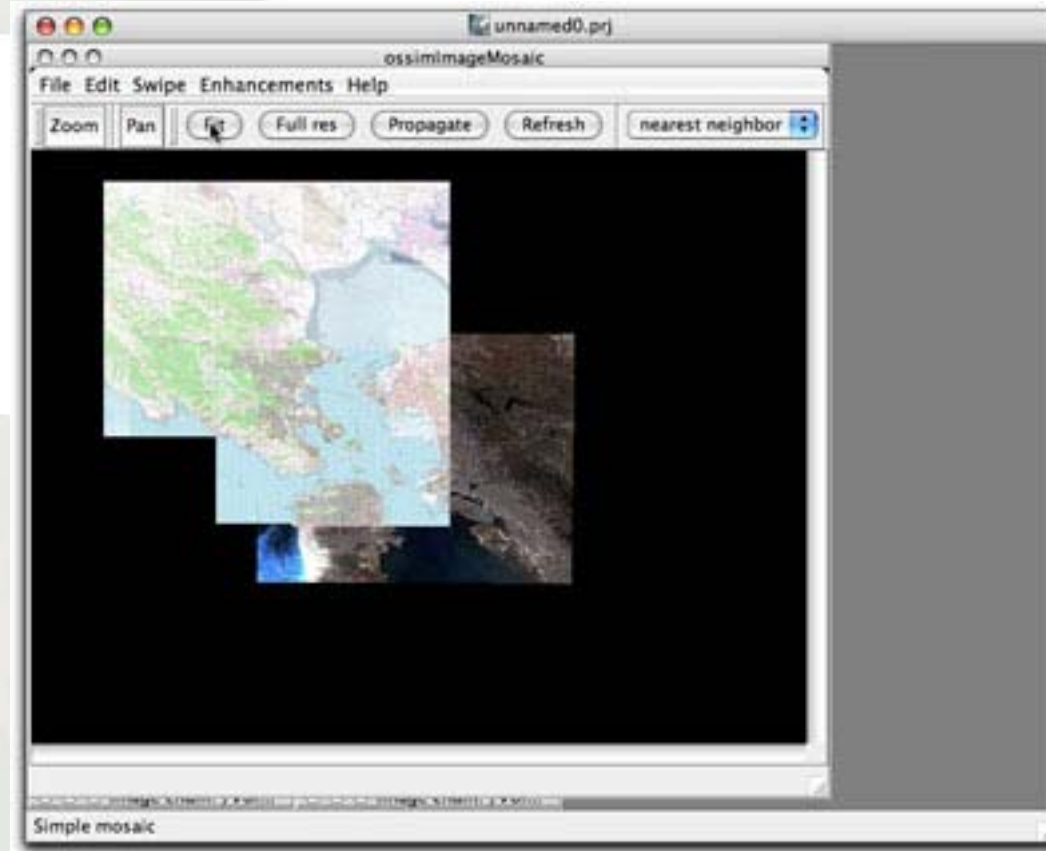 unnamed0.prj
ossimImageMosaic
File Edit Swipe Enhancements Help
Zoom Pan Fit Full res Propagate Refresh nearest neighbor
Simple mosaic